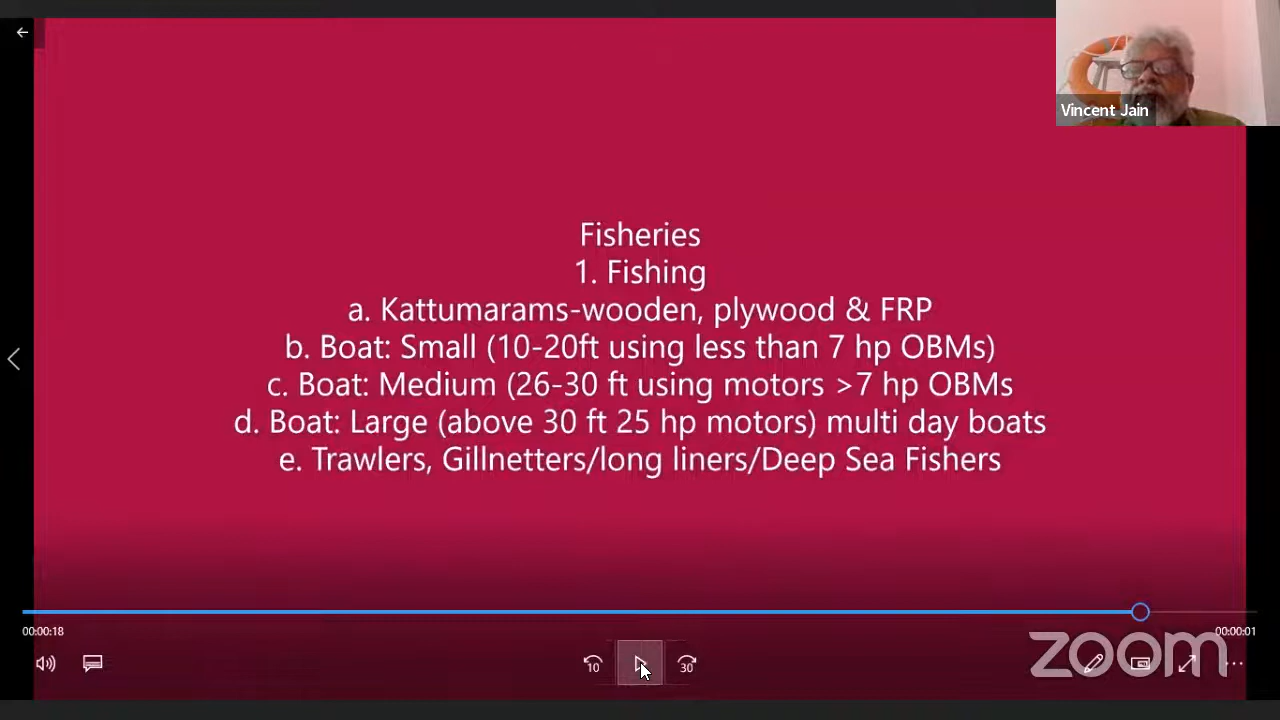 Vincent Jain
Fisheries
1. Fishing
a. Kattumarams-wooden, plywood & FRP
b. Boat: Small (10-20ft using less than 7 hp OBMs)
c. Boat: Medium (26-30 ft using motors >7 hp OBMs
d. Boat: Large (above 30 ft 25 hp motors) multi day boats
e. Trawlers, Gillnetters/long liners/Deep Sea Fishers
00:00:18
00:00:01
10
30
zoom